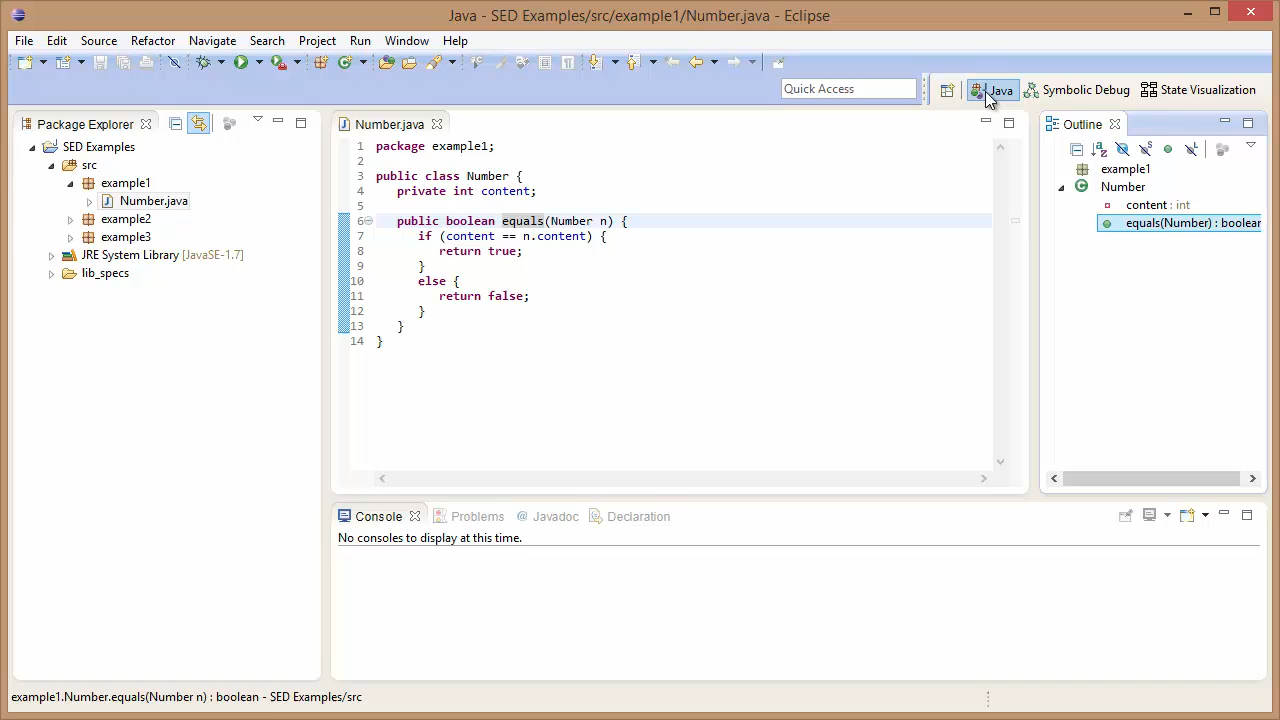 Java - SED Examples/src/example1/Number.java - Eclipse
File Edit Source Refactor Navigate Search Project Run Window Help
Quick Access
Java Symbolic Debug State Visualization
Package Explorer
SED Examples
src
example1
Number.java
example2
example3
JRE System Library [JavaSE-1.7]
lib_specs
Number.java
1 package example1;
2
3 public class Number {
4 private int content;
5
6 public boolean equals(Number n) {
7 if (content == n.content) {
8 return true;
9 }
10 else {
11 return false;
12 }
13 }
14 }
Outline
example1
Number
content : int
equals(Number) : boolear
Console Problems @ Javadoc Declaration
No consoles to display at this time.
example1.Number.equals(Number n) : boolean - SED Examples/src